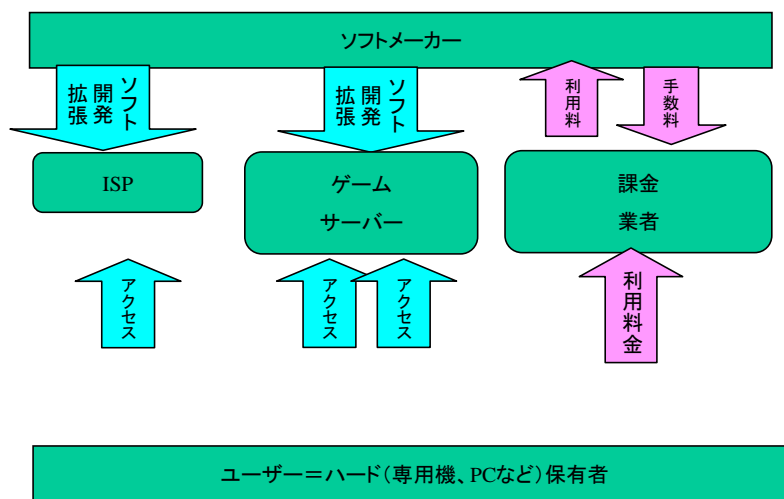 ソフトメーカー
ソフト
開発
拡張
ソフト
開発
拡張
利用料
手数料
ISP
ゲーム
サーバー
課金
業者
アクセス
アクセス
アクセス
利用料金
ユーザー=ハード(専用機、PCなど)保有者